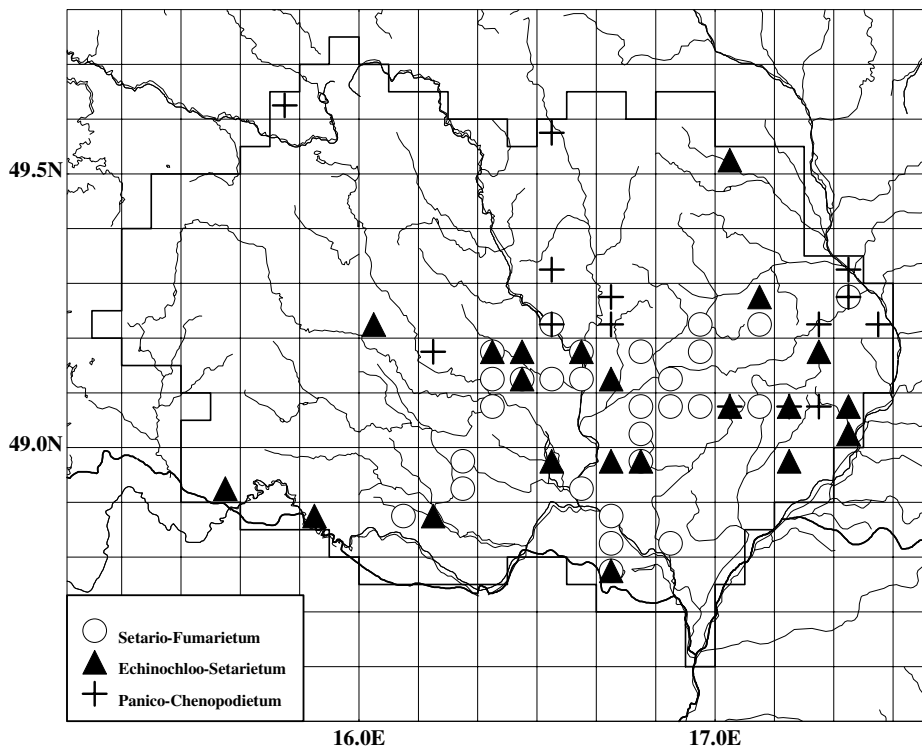 49.5N
49.0N
Setario-Fumarietum
Echinochloo-Setarietum
Panico-Chenopodietum
16.0E 17.0E